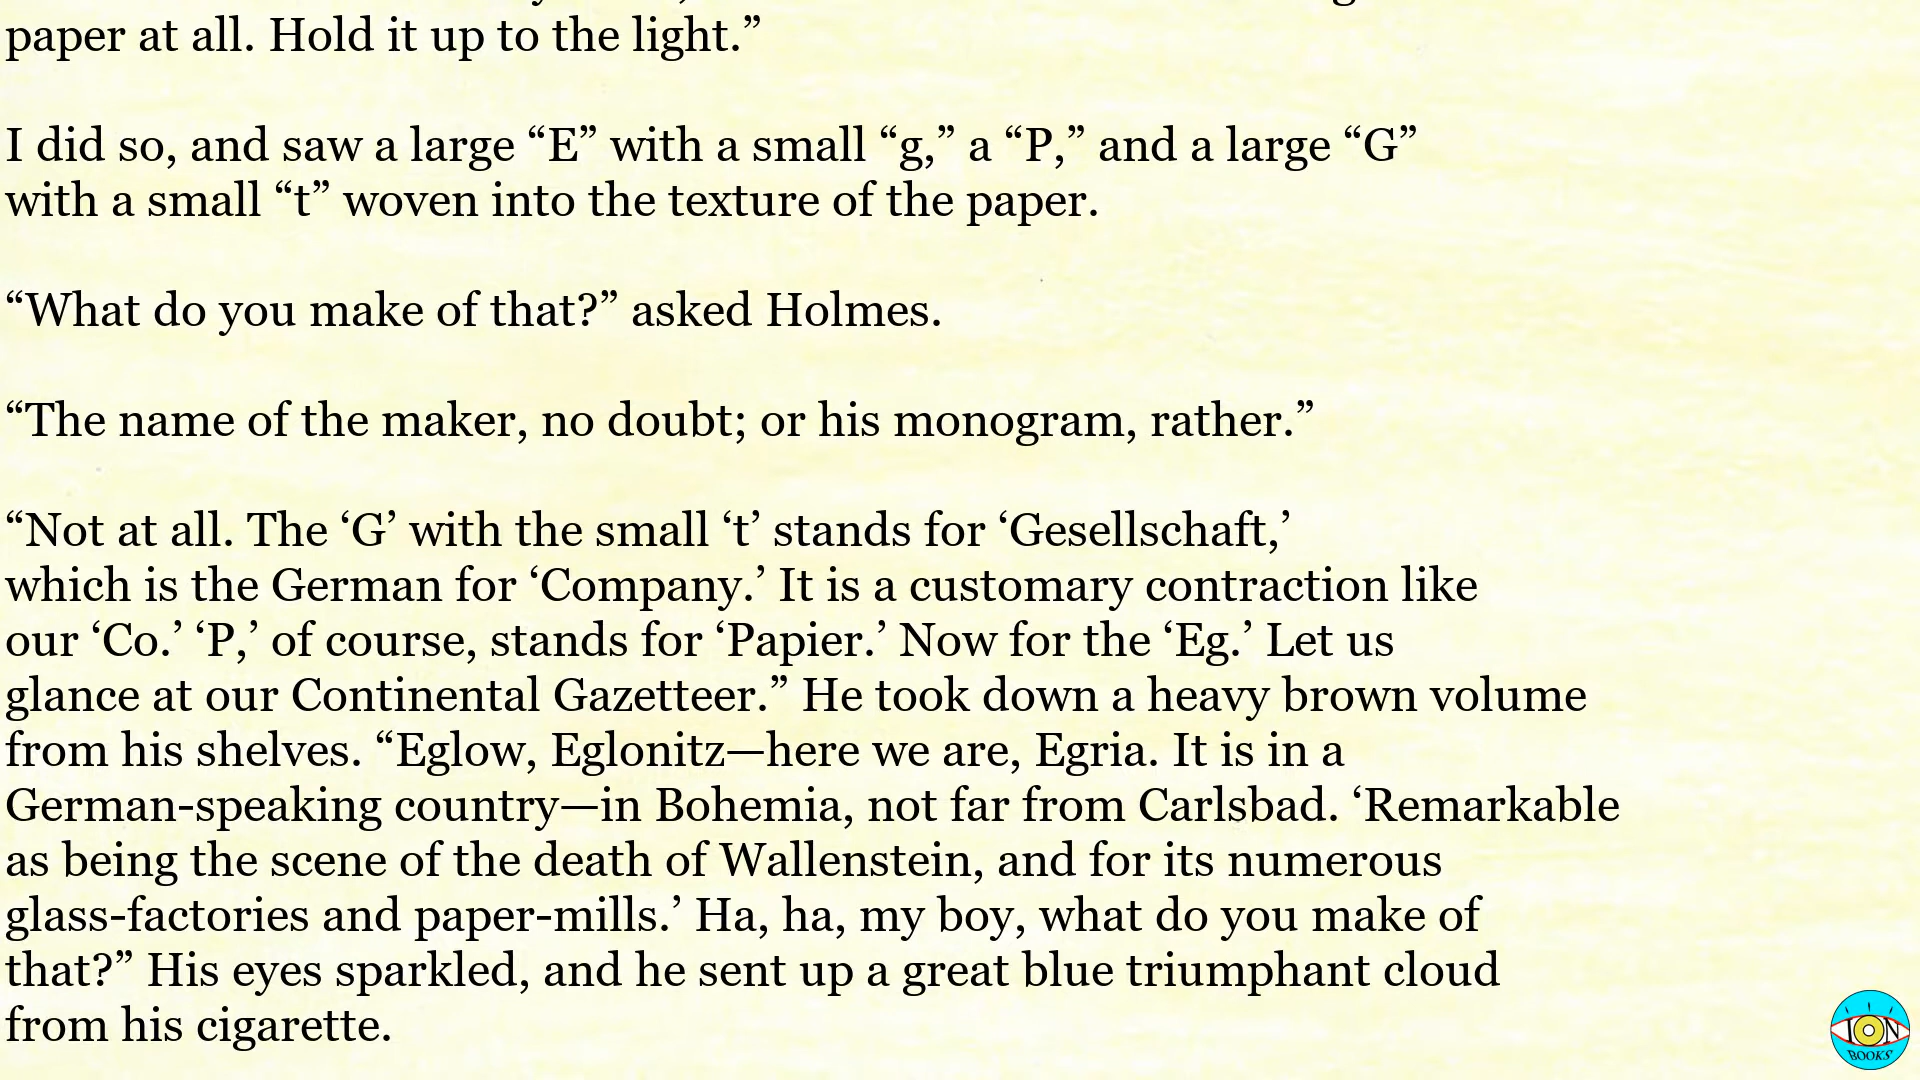 paper at all. Hold it up to the light.”
I did so, and saw a large “E” with a small “g,” a “P,” and a large “G”
with a small “t” woven into the texture of the paper.
“What do you make of that?” asked Holmes.
“The name of the maker, no doubt; or his monogram, rather.”
“Not at all. The ‘G’ with the small ‘t’ stands for ‘Gesellschaft,’
which is the German for ‘Company.’ It is a customary contraction like
our ‘Co.’ ‘P,’ of course, stands for ‘Papier.’ Now for the ‘Eg.’ Let us
glance at our Continental Gazetteer.” He took down a heavy brown volume
from his shelves. “Eglow, Eglonitz—here we are, Egria. It is in a
German-speaking country—in Bohemia, not far from Carlsbad. ‘Remarkable
as being the scene of the death of Wallenstein, and for its numerous
glass-factories and paper-mills.’ Ha, ha, my boy, what do you make of
that?” His eyes sparkled, and he sent up a great blue triumphant cloud
from his cigarette.
ION
BOOKS